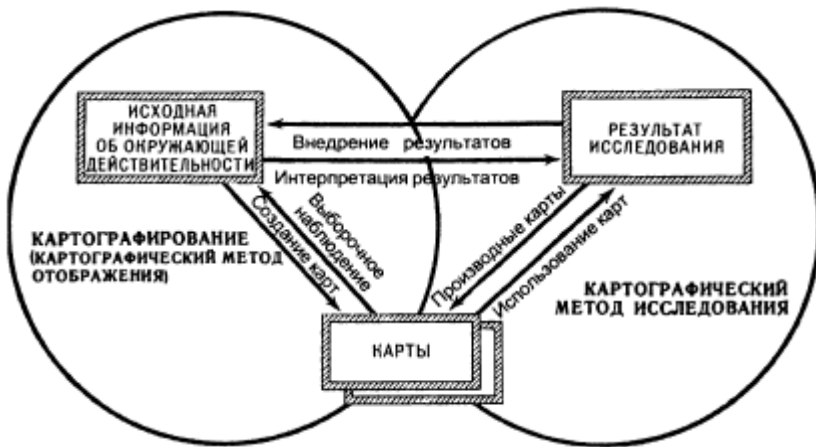 ИСХОДНАЯ
ИНФОРМАЦИЯ
ОБ ОКРУЖАЮЩЕЙ
ДЕЙСТВИТЕЛЬНОСТИ
Внедрение результатов
Интерпретация результатов
РЕЗУЛЬТАТ
ИССЛЕДОВАНИЯ
Создание карт
Выборочное
наблюдение
Производные карты
Использование карт
КАРТОГРАФИРОВАНИЕ
(КАРТОГРАФИЧЕСКИЙ МЕТОД
ОТОБРАЖЕНИЯ)
КАРТОГРАФИЧЕСКИЙ
МЕТОД ИССЛЕДОВАНИЯ
КАРТЫ